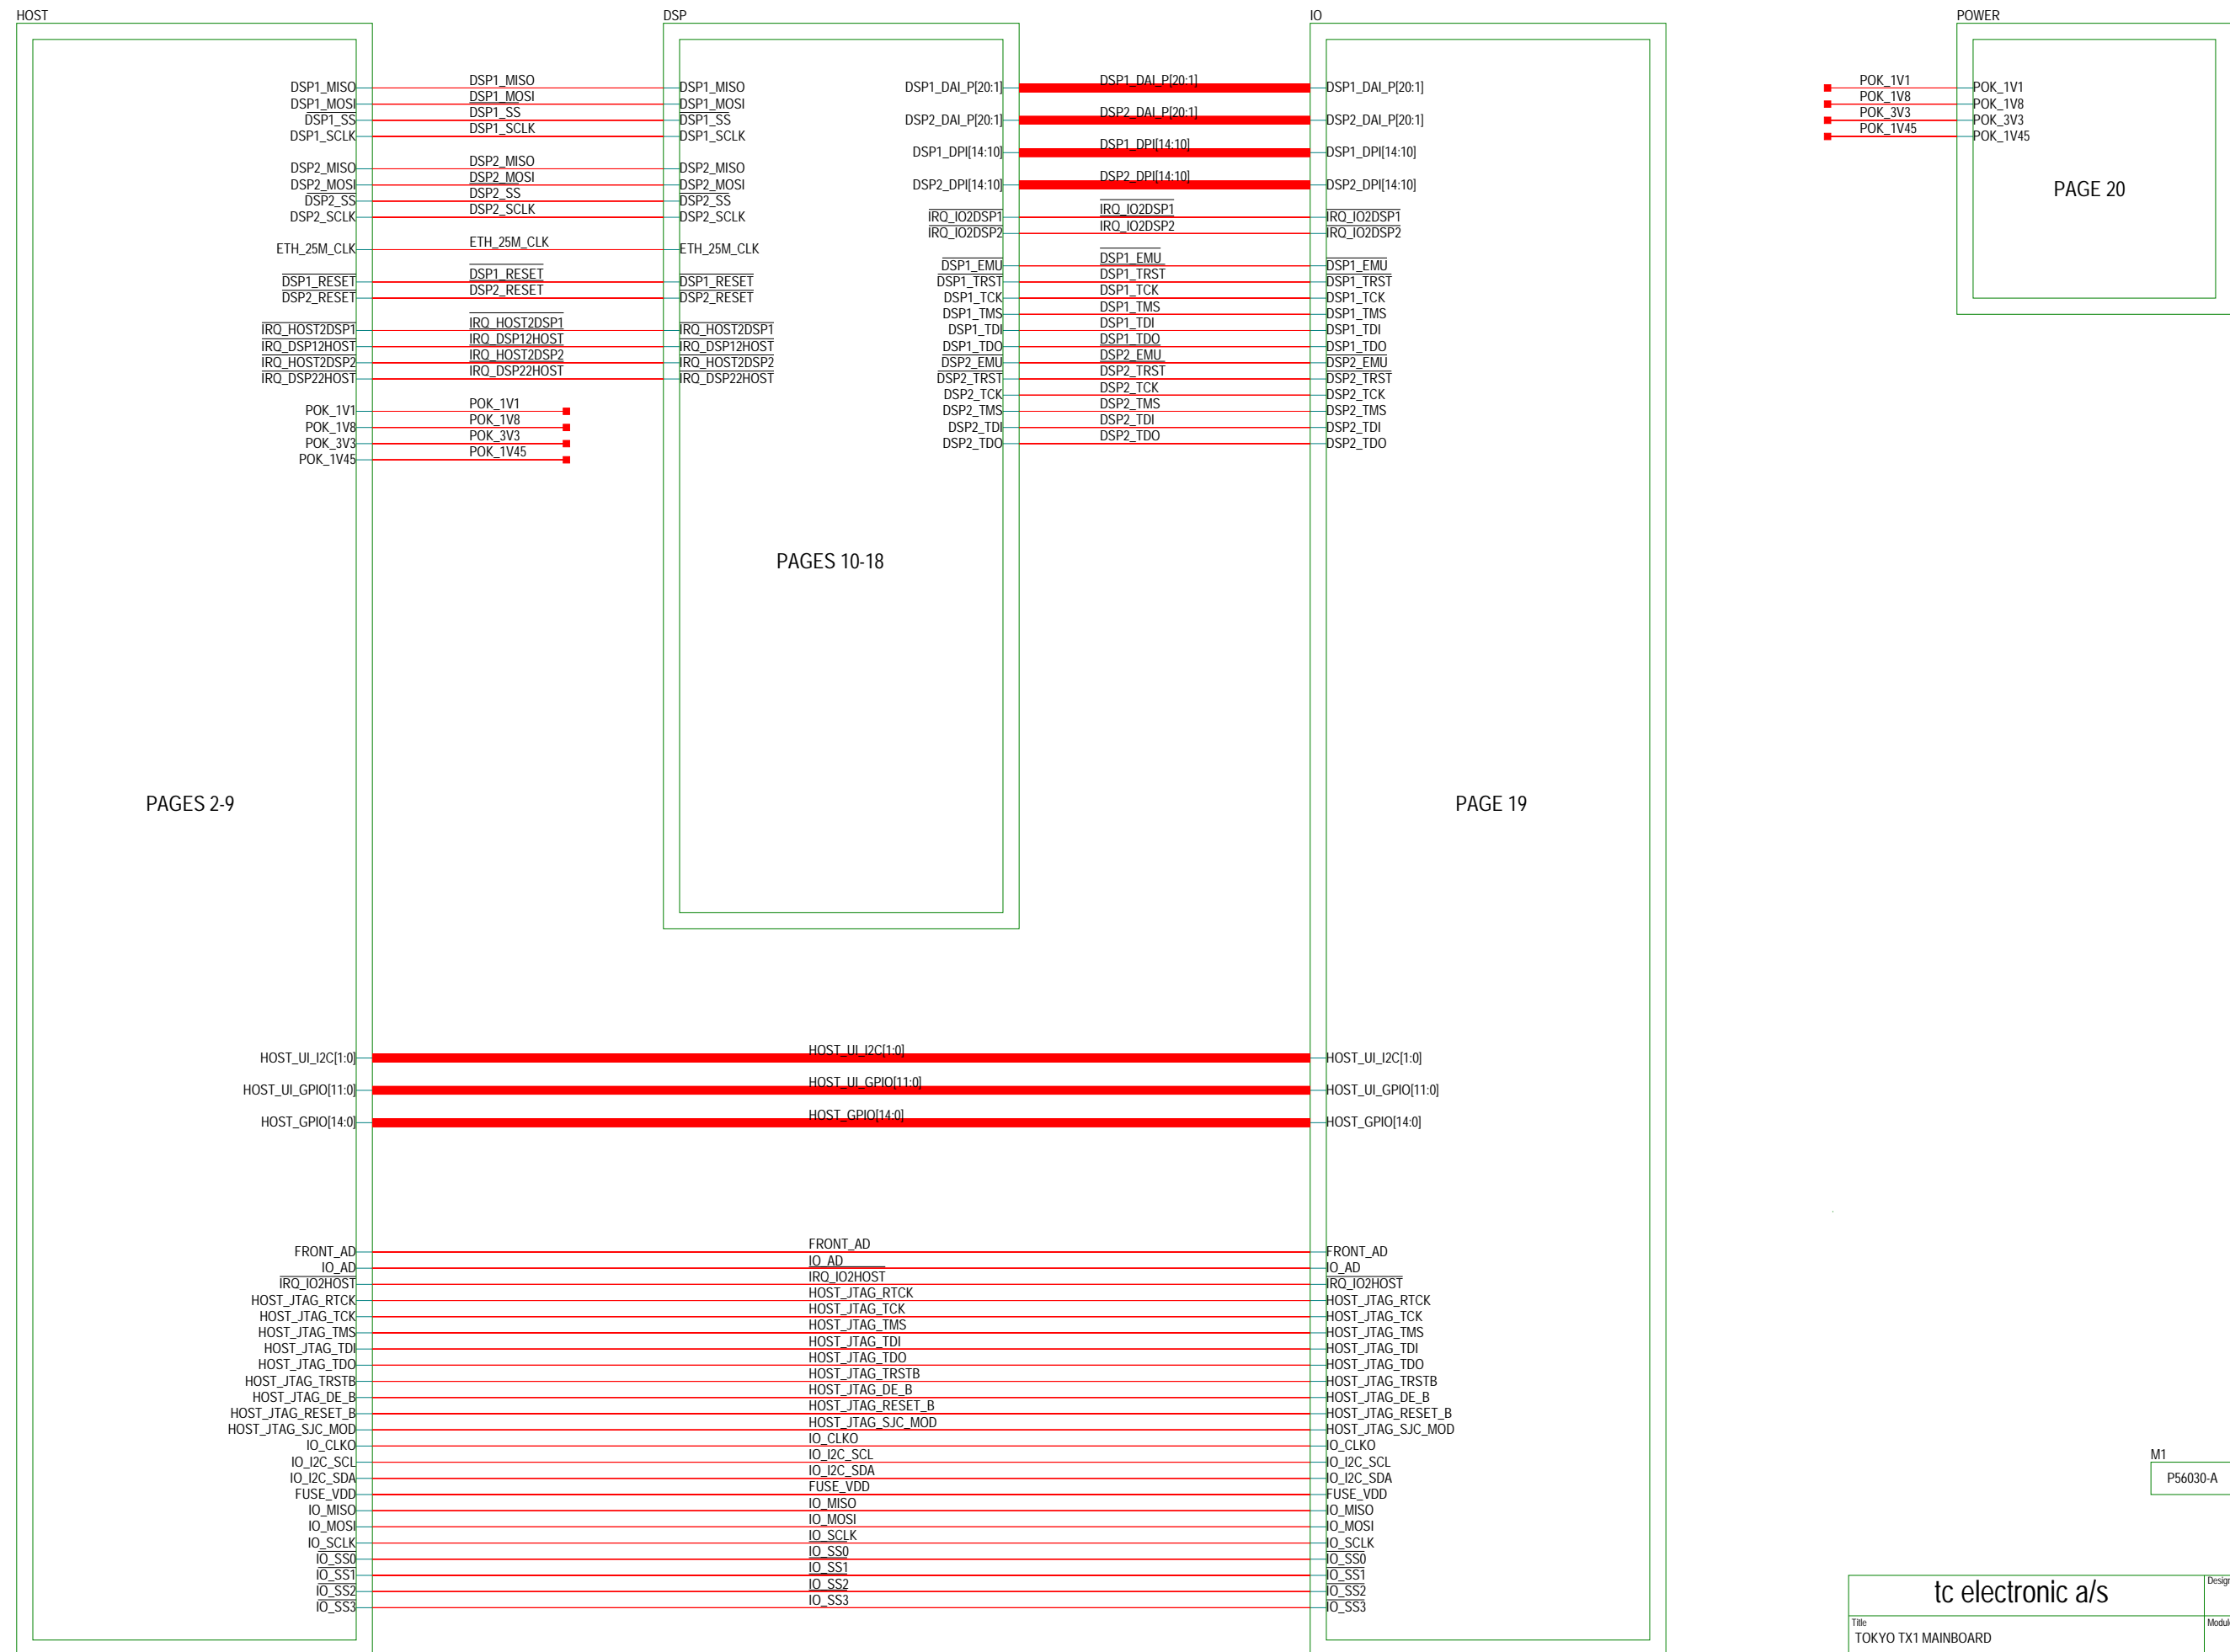 HOST
DSP1_MISO
DSP1_MOSI
DSP1_SS
DSP1_SCLK
DSP2_MISO
DSP2_MOSI
DSP2_SS
DSP2_SCLK
ETH_25M_CLK
DSP1_RESET
DSP2_RESET
IRQ_HOST2DSP1
IRQ_DSP12HOST
IRQ_HOST2DSP2
IRQ_DSP22HOST
POK_1V1
POK_1V8
POK_3V3
POK_1V45
PAGES 2-9
HOST_UI_I2C[1:0]
HOST_UI_GPIO[11:0]
HOST_GPIO[14:0]
FRONT_AD
IO_AD
IRQ_IO2HOST
HOST_JTAG_RTCK
HOST_JTAG_TCK
HOST_JTAG_TMS
HOST_JTAG_TDI
HOST_JTAG_TDO
HOST_JTAG_TRSTB
HOST_JTAG_DE_B
HOST_JTAG_RESET_B
HOST_JTAG_SJC_MOD
IO_CLKO
IO_I2C_SCL
IO_I2C_SDA
FUSE_VDD
IO_MISO
IO_MOSI
IO_SCLK
IO_SS0
IO_SS1
IO_SS2
IO_SS3
DSP1_MISO
DSP1_MOSI
DSP1_SS
DSP1_SCLK
DSP2_MISO
DSP2_MOSI
DSP2_SS
DSP2_SCLK
ETH_25M_CLK
DSP1_RESET
DSP2_RESET
IRQ_HOST2DSP1
IRQ_DSP12HOST
IRQ_HOST2DSP2
IRQ_DSP22HOST
POK_1V1
POK_1V8
POK_3V3
POK_1V45
DSP
DSP1_MISO
DSP1_MOSI
DSP1_SS
DSP1_SCLK
DSP2_MISO
DSP2_MOSI
DSP2_SS
DSP2_SCLK
ETH_25M_CLK
DSP1_RESET
DSP2_RESET
IRQ_HOST2DSP1
IRQ_DSP12HOST
IRQ_HOST2DSP2
IRQ_DSP22HOST
PAGES 10-18
DSP1_DAI_P[20:1]
DSP2_DAI_P[20:1]
DSP1_DPI[14:10]
DSP2_DPI[14:10]
IRQ_IO2DSP1
IRQ_IO2DSP2
DSP1_EMU
DSP1_TRST
DSP1_TCK
DSP1_TMS
DSP1_TDI
DSP1_TDO
DSP2_EMU
DSP2_TRST
DSP2_TCK
DSP2_TMS
DSP2_TDI
DSP2_TDO
DSP1_DAI_P[20:1]
DSP2_DAI_P[20:1]
DSP1_DPI[14:10]
DSP2_DPI[14:10]
IRQ_IO2DSP1
IRQ_IO2DSP2
DSP1_EMU
DSP1_TRST
DSP1_TCK
DSP1_TMS
DSP1_TDI
DSP1_TDO
DSP2_EMU
DSP2_TRST
DSP2_TCK
DSP2_TMS
DSP2_TDI
DSP2_TDO
HOST_UI_I2C[1:0]
HOST_UI_GPIO[11:0]
HOST_GPIO[14:0]
FRONT_AD
IO_AD
IRQ_IO2HOST
HOST_JTAG_RTCK
HOST_JTAG_TCK
HOST_JTAG_TMS
HOST_JTAG_TDI
HOST_JTAG_TDO
HOST_JTAG_TRSTB
HOST_JTAG_DE_B
HOST_JTAG_RESET_B
HOST_JTAG_SJC_MOD
IO_CLKO
IO_I2C_SCL
IO_I2C_SDA
FUSE_VDD
IO_MISO
IO_MOSI
IO_SCLK
IO_SS0
IO_SS1
IO_SS2
IO_SS3
IO
DSP1_DAI_P[20:1]
DSP2_DAI_P[20:1]
DSP1_DPI[14:10]
DSP2_DPI[14:10]
IRQ_IO2DSP1
IRQ_IO2DSP2
DSP1_EMU
DSP1_TRST
DSP1_TCK
DSP1_TMS
DSP1_TDI
DSP1_TDO
DSP2_EMU
DSP2_TRST
DSP2_TCK
DSP2_TMS
DSP2_TDI
DSP2_TDO
PAGE 19
HOST_UI_I2C[1:0]
HOST_UI_GPIO[11:0]
HOST_GPIO[14:0]
FRONT_AD
IO_AD
IRQ_IO2HOST
HOST_JTAG_RTCK
HOST_JTAG_TCK
HOST_JTAG_TMS
HOST_JTAG_TDI
HOST_JTAG_TDO
HOST_JTAG_TRSTB
HOST_JTAG_DE_B
HOST_JTAG_RESET_B
HOST_JTAG_SJC_MOD
IO_CLKO
IO_I2C_SCL
IO_I2C_SDA
FUSE_VDD
IO_MISO
IO_MOSI
IO_SCLK
IO_SS0
IO_SS1
IO_SS2
IO_SS3
POWER
POK_1V1
POK_1V8
POK_3V3
POK_1V45
POK_1V1
POK_1V8
POK_3V3
POK_1V45
PAGE 20
M1
P56030-A
tc electronic a/s
Title
TOKYO TX1 MAINBOARD